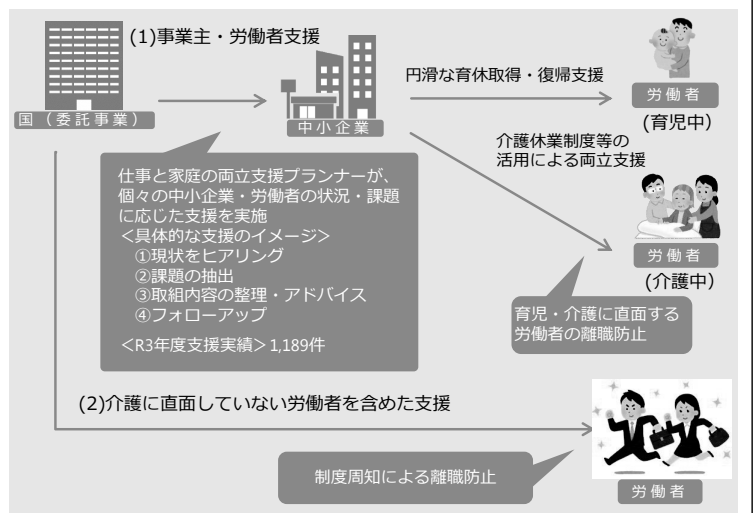 (1)事業主・労働者支援
国（委託事業）
中小企業
円滑な育休取得・復帰支援
労働者
(育児中)
介護休業制度等の
活用による両立支援
労働者
(介護中)
仕事と家庭の両立支援プランナーが、
個々の中小企業・労働者の状況・課題
に応じた支援を実施
＜具体的な支援のイメージ＞
①現状をヒアリング
②課題の抽出
③取組内容の整理・アドバイス
④フォローアップ
＜R3年度支援実績＞1,189件
育児・介護に直面する
労働者の離職防止
(2)介護に直面していない労働者を含めた支援
制度周知による離職防止
労働者